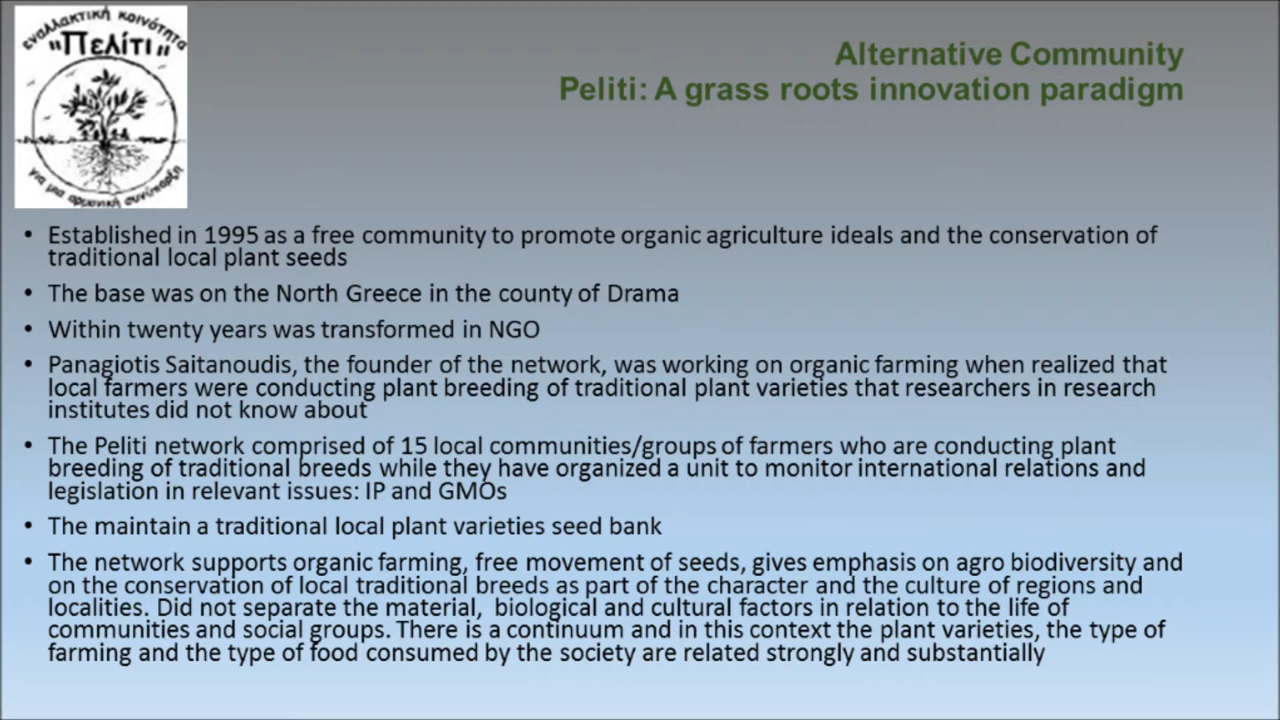 εναλλακτική κοινότητα
"Πελίτι"
για μια αρμονική συνύπαρξη
Alternative Community
Peliti: A grass roots innovation paradigm
• Established in 1995 as a free community to promote organic agriculture ideals and the conservation of
traditional local plant seeds
• The base was on the North Greece in the county of Drama
• Within twenty years was transformed in NGO
• Panagiotis Saitanoudis, the founder of the network, was working on organic farming when realized that
local farmers were conducting plant breeding of traditional plant varieties that researchers in research
institutes did not know about
• The Peliti network comprised of 15 local communities/groups of farmers who are conducting plant
breeding of traditional breeds while they have organized a unit to monitor international relations and
legislation in relevant issues: IP and GMOs
• The maintain a traditional local plant varieties seed bank
• The network supports organic farming, free movement of seeds, gives emphasis on agro biodiversity and
on the conservation of local traditional breeds as part of the character and the culture of regions and
localities. Did not separate the material, biological and cultural factors in relation to the life of
communities and social groups. There is a continuum and in this context the plant varieties, the type of
farming and the type of food consumed by the society are related strongly and substantially